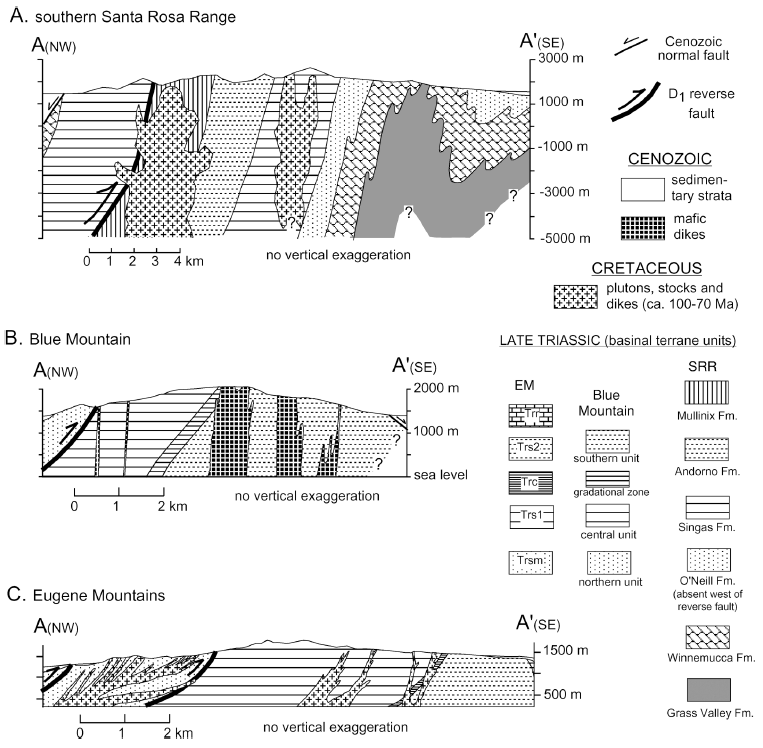 A. southern Santa Rosa Range
A(NW)
A'(SE)
3000 m
1000 m
-1000 m
-3000 m
-5000 m
?
?
?
?
0 1 2 3 4 km
no vertical exaggeration
Cenozoic
normal fault
D1 reverse
fault
CENOZOIC
sedimen-
tary strata
mafic
dikes
CRETACEOUS
plutons, stocks and
dikes (ca. 100-70 Ma)
B. Blue Mountain
A(NW)
A'(SE)
2000 m
1000 m
sea level
?
?
0 1 2 km
no vertical exaggeration
LATE TRIASSIC (basinal terrane units)
EM
Trr
Trs2
Trc
Trs1
Trsm
Blue
Mountain
southern unit
gradational zone
central unit
northern unit
SRR
Mullinix Fm.
Andorno Fm.
Singas Fm.
O'Neill Fm.
(absent west of
reverse fault)
Winnemucca Fm.
Grass Valley Fm.
C. Eugene Mountains
A(NW)
A'(SE)
1500 m
500 m
0 1 2
km
no vertical exaggeration